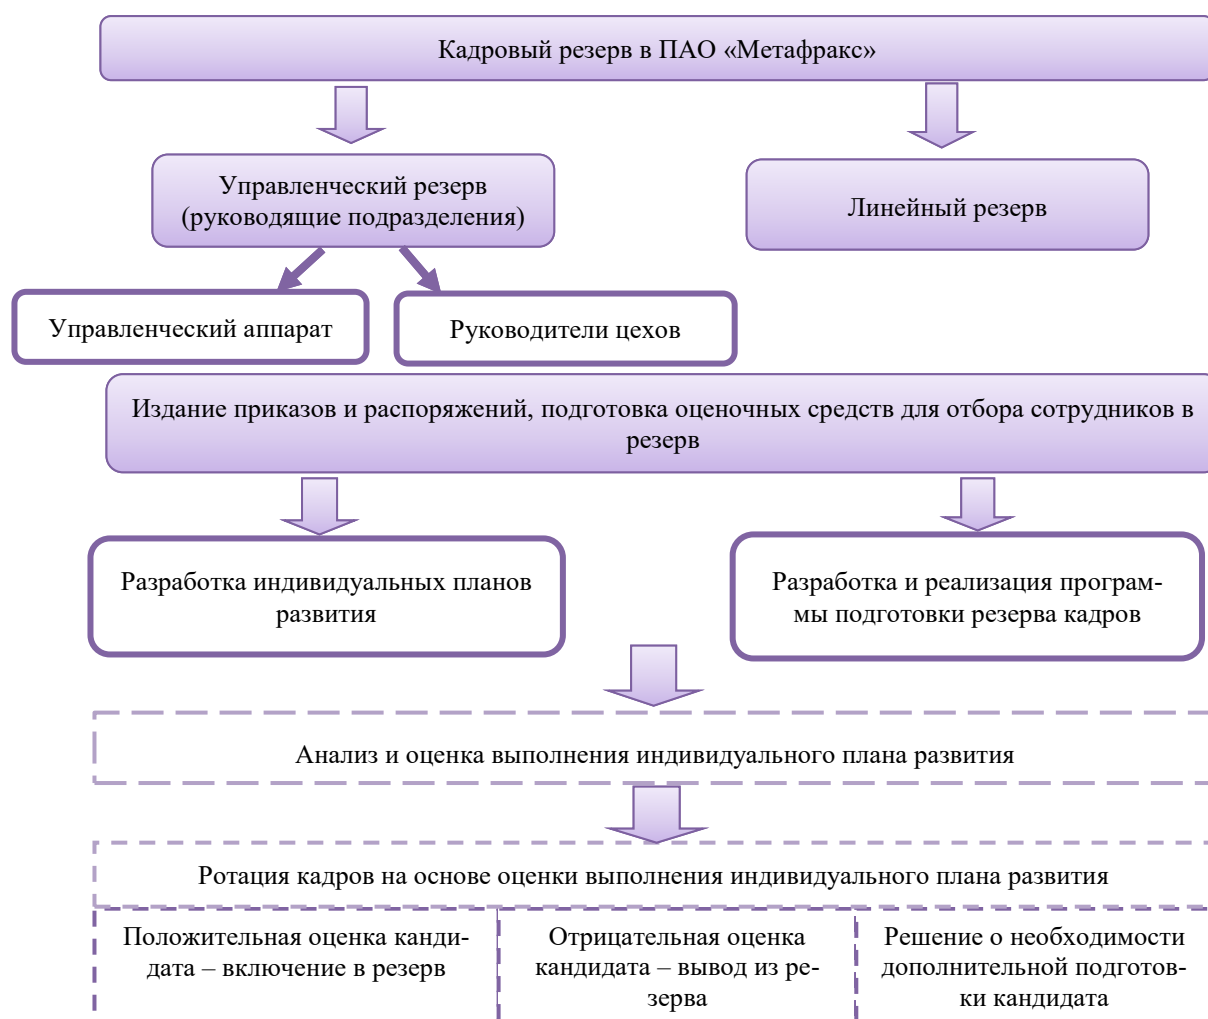 Кадровый резерв в ПАО «Метафракс»
Управленческий резерв
(руководящие подразделения)
Линейный резерв
Управленческий аппарат
Руководители цехов
Издание приказов и распоряжений, подготовка оценочных средств для отбора сотрудников в
резерв
Разработка индивидуальных планов
развития
Разработка и реализация програм-
мы подготовки резерва кадров
Анализ и оценка выполнения индивидуального плана развития
Ротация кадров на основе оценки выполнения индивидуального плана развития
Положительная оценка канди-
дата – включение в резерв
Отрицательная оценка
кандидата – вывод из ре-
зерва
Решение о необходимости
дополнительной подготов-
ки кандидата